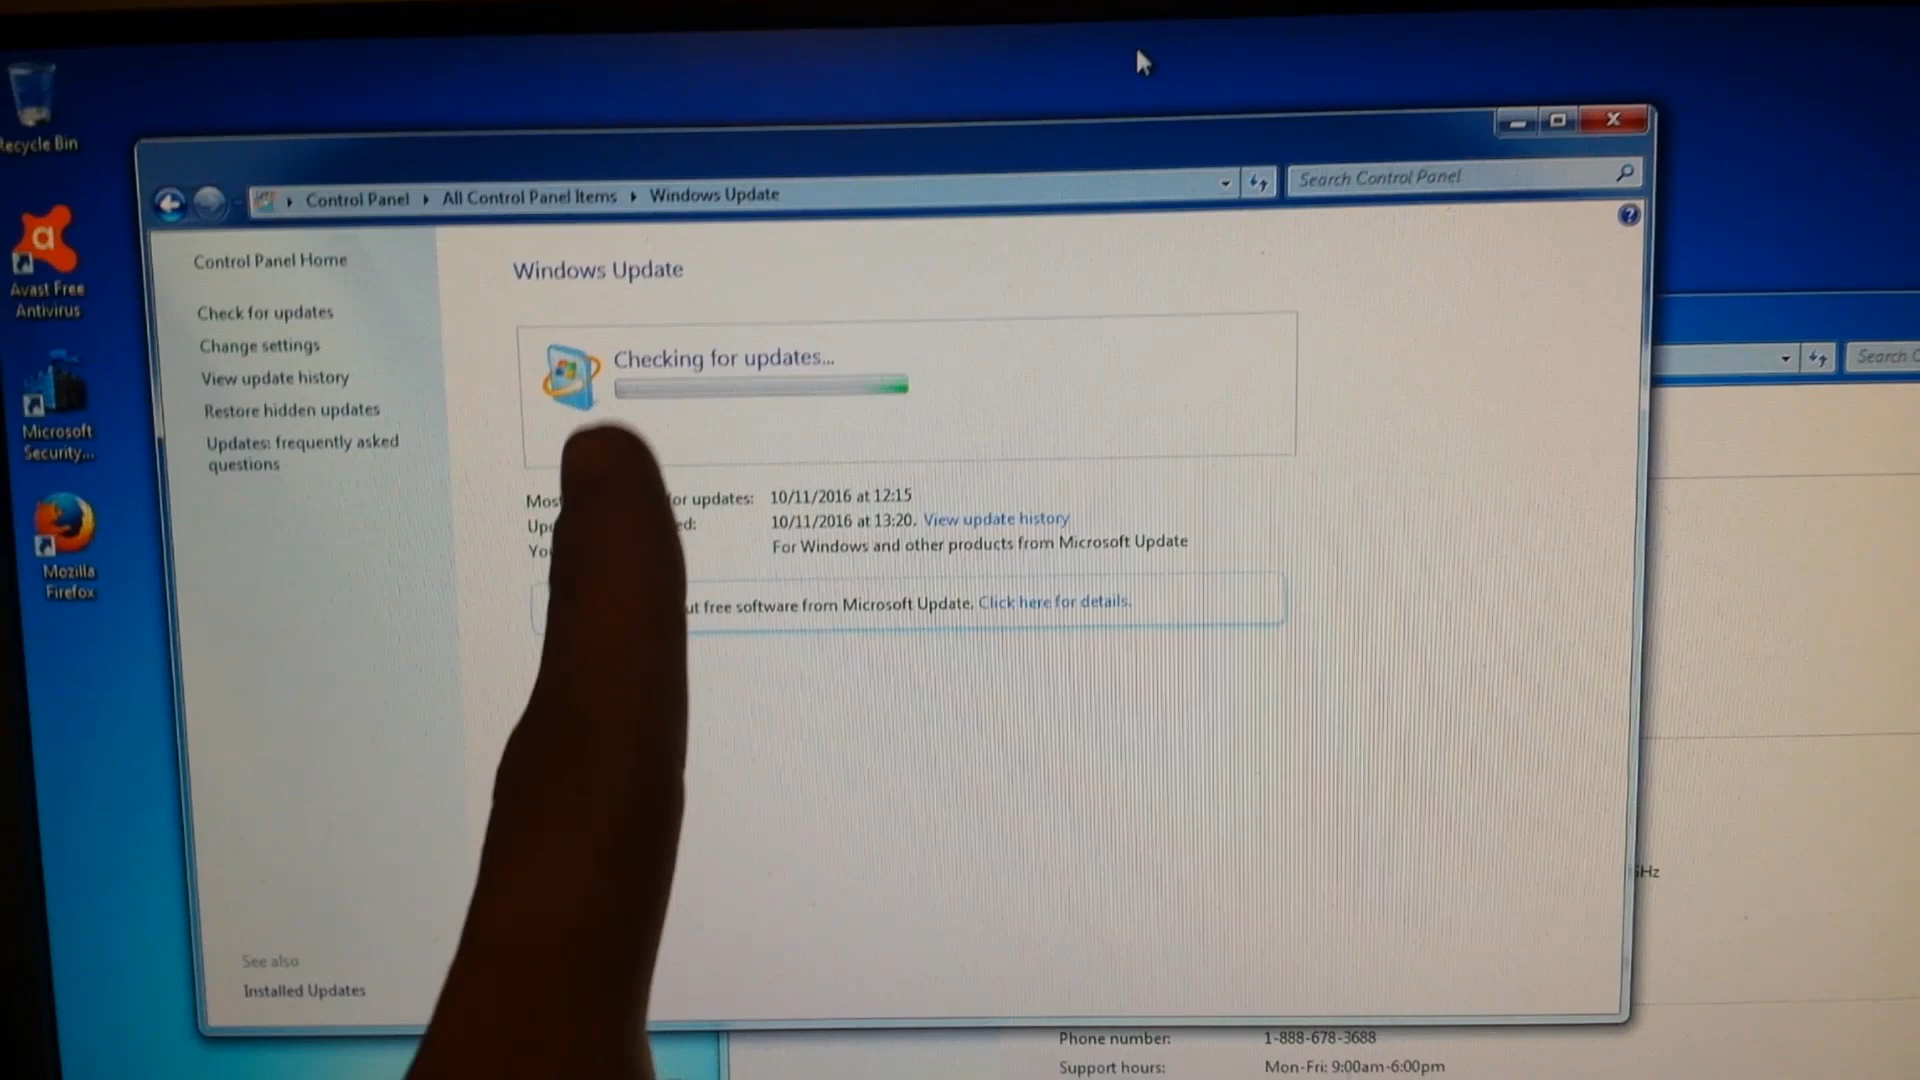 Recycle Bin
Avast Free
Antivirus
Microsoft
Security...
Mozilla
Firefox
Control Panel
All Control Panel Items
Windows Update
Search Control Panel
Control Panel Home
Check for updates
Change settings
View update history
Restore hidden updates
Updates: frequently asked
questions
See also
Installed Updates
Windows Update
Checking for updates...
for updates: 10/11/2016 at 12:15
10/11/2016 at 13:20. View update history
For Windows and other products from Microsoft Update
free software from Microsoft Update. Click here for details.
Search
GHz
Phone number: 1-888-678-3688
Support hours: Mon-Fri: 9:00am-6:00pm